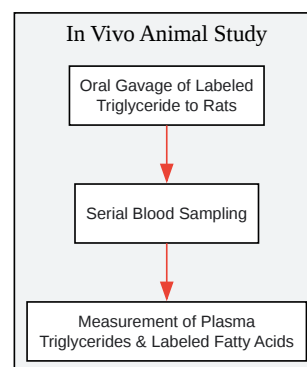 In Vivo Animal Study
Oral Gavage of Labeled
Triglyceride to Rats
Serial Blood Sampling
Measurement of Plasma
Triglycerides & Labeled Fatty Acids